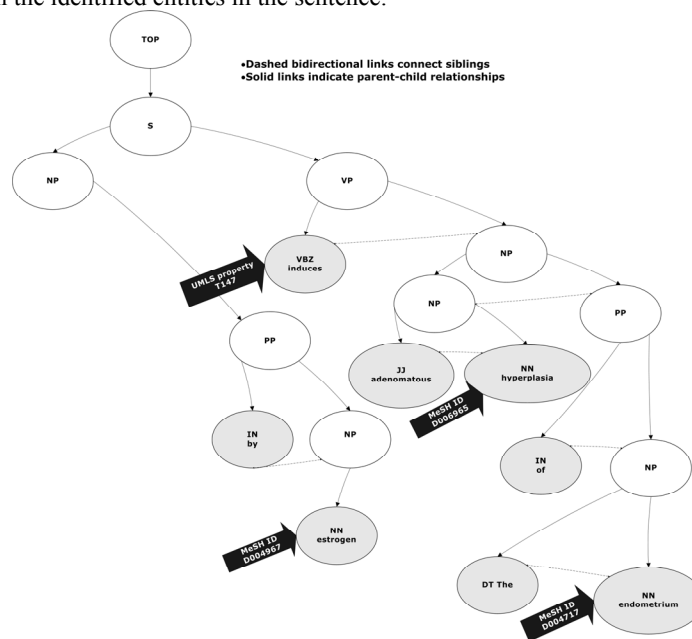 the identified entities in the sentence.
TOP
•Dashed bidirectional links connect siblings
•Solid links indicate parent-child relationships
S
NP
VP
VBZ
induces
NP
UMLS property
T147
NP
PP
PP
JJ
adenomatous
NN
hyperplasia
MeSH ID
D006965
IN
by
NP
IN
of
NP
NN
estrogen
MeSH ID
D004967
DT The
NN
endometrium
MeSH ID
D004717